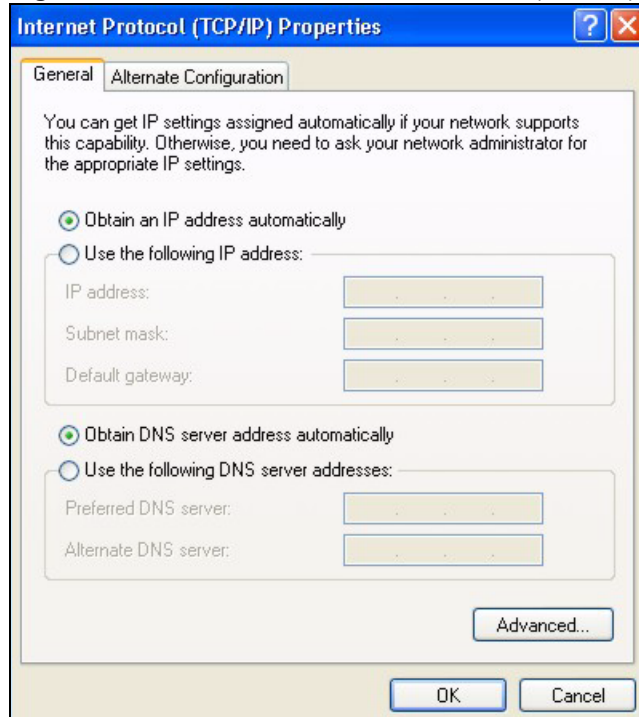 Internet Protocol (TCP/IP) Properties
General
Alternate Configuration
You can get IP settings assigned automatically if your network supports
this capability. Otherwise, you need to ask your network administrator for
the appropriate IP settings.
Obtain an IP address automatically
Use the following IP address:
IP address:
Subnet mask:
Default gateway:
Obtain DNS server address automatically
Use the following DNS server addresses:
Preferred DNS server:
Alternate DNS server:
Advanced...
OK
Cancel